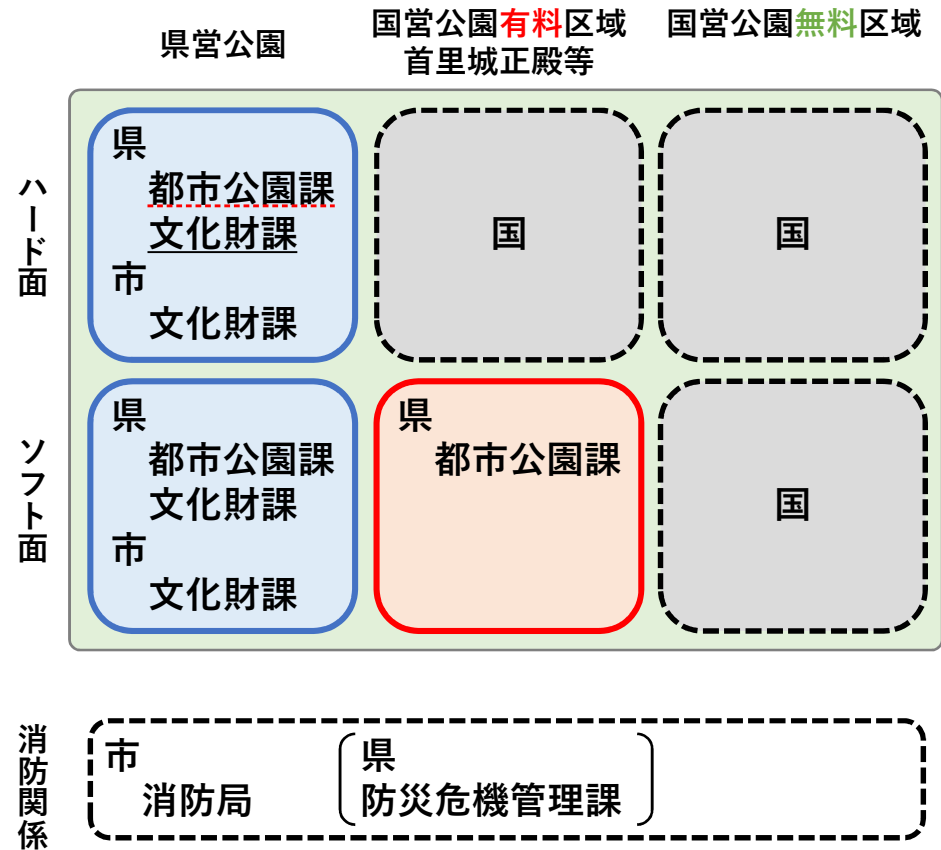 県営公園
国営公園有料区域
首里城正殿等
国営公園無料区域
ハード面
県
都市公園課
文化財課
市
文化財課
国
国
ソフト面
県
都市公園課
文化財課
市
文化財課
県
都市公園課
国
消防関係
市
消防局
県
防災危機管理課